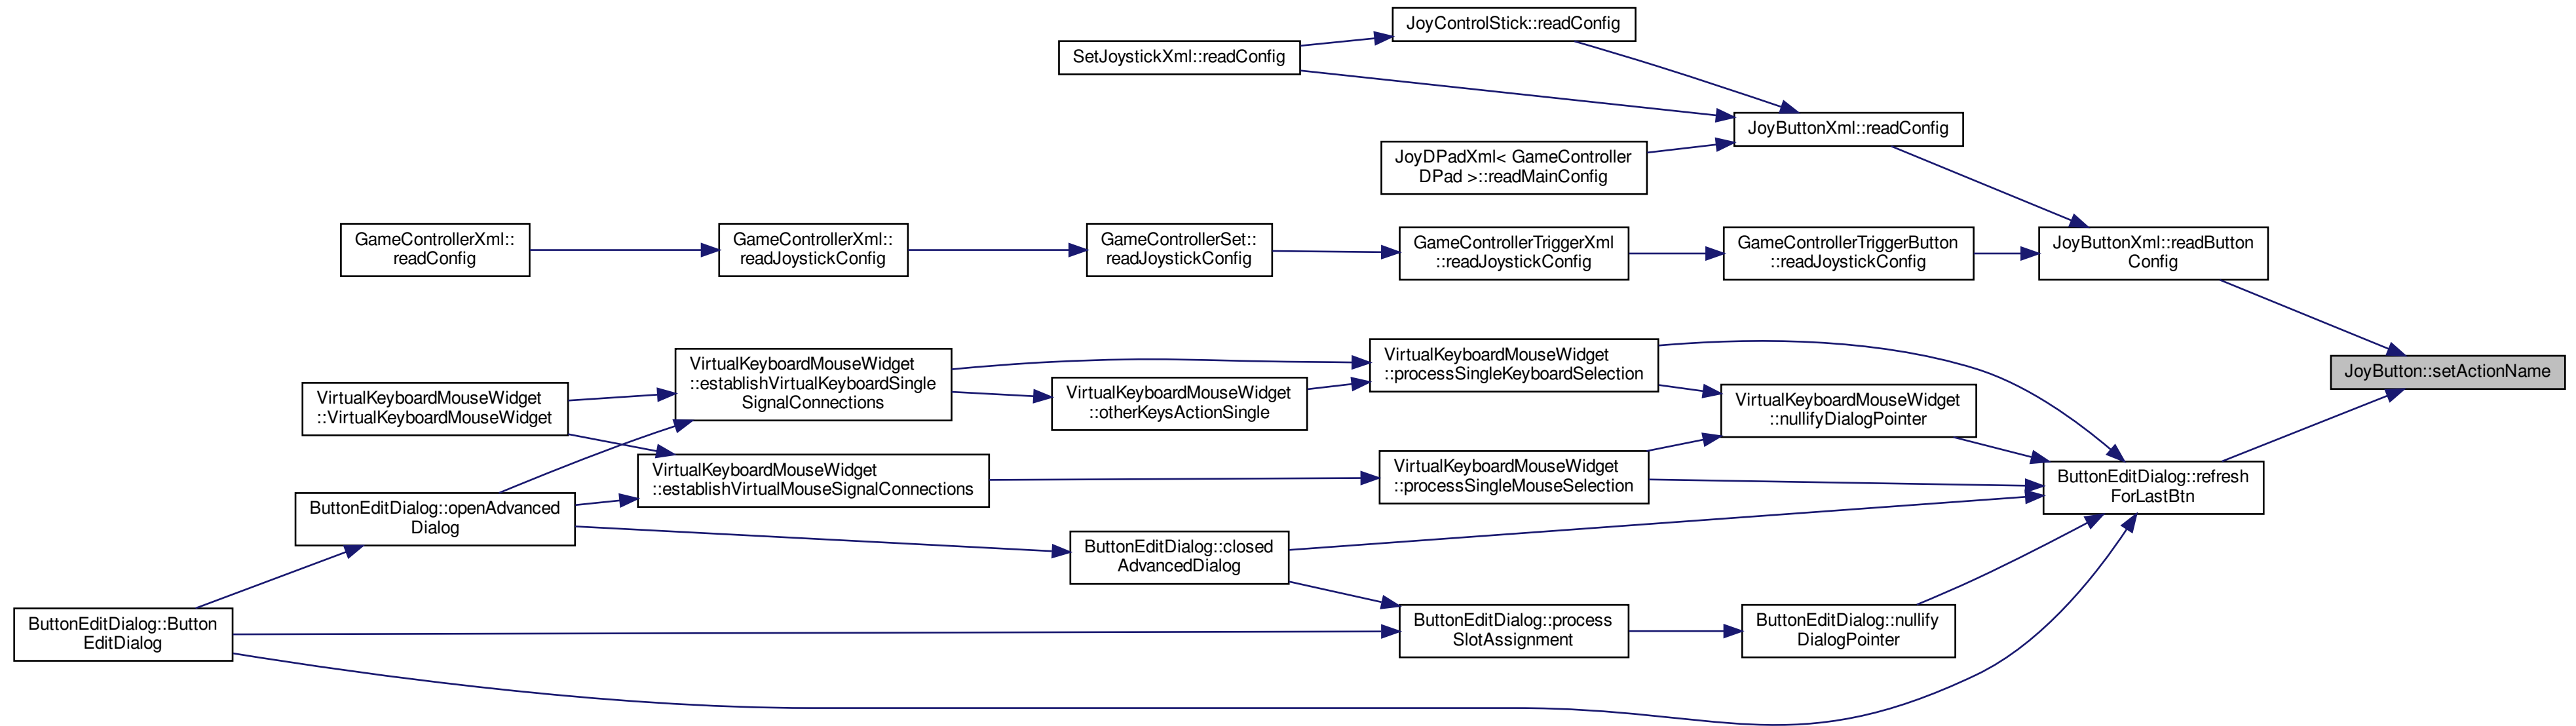 JoyControlStick::readConfig
SetJoystickXml::readConfig
JoyButtonXml::readConfig
JoyDPadXml< GameController
DPad >::readMainConfig
GameControllerXml::
readConfig
GameControllerXml::
readJoystickConfig
GameControllerSet::
readJoystickConfig
GameControllerTriggerXml
::readJoystickConfig
GameControllerTriggerButton
::readJoystickConfig
JoyButtonXml::readButton
Config
JoyButton::setActionName
VirtualKeyboardMouseWidget
::VirtualKeyboardMouseWidget
VirtualKeyboardMouseWidget
::establishVirtualKeyboardSingle
SignalConnections
VirtualKeyboardMouseWidget
::otherKeysActionSingle
VirtualKeyboardMouseWidget
::processSingleKeyboardSelection
VirtualKeyboardMouseWidget
::nullifyDialogPointer
VirtualKeyboardMouseWidget
::establishVirtualMouseSignalConnections
VirtualKeyboardMouseWidget
::processSingleMouseSelection
ButtonEditDialog::refresh
ForLastBtn
ButtonEditDialog::openAdvanced
Dialog
ButtonEditDialog::closed
AdvancedDialog
ButtonEditDialog::Button
EditDialog
ButtonEditDialog::process
SlotAssignment
ButtonEditDialog::nullify
DialogPointer